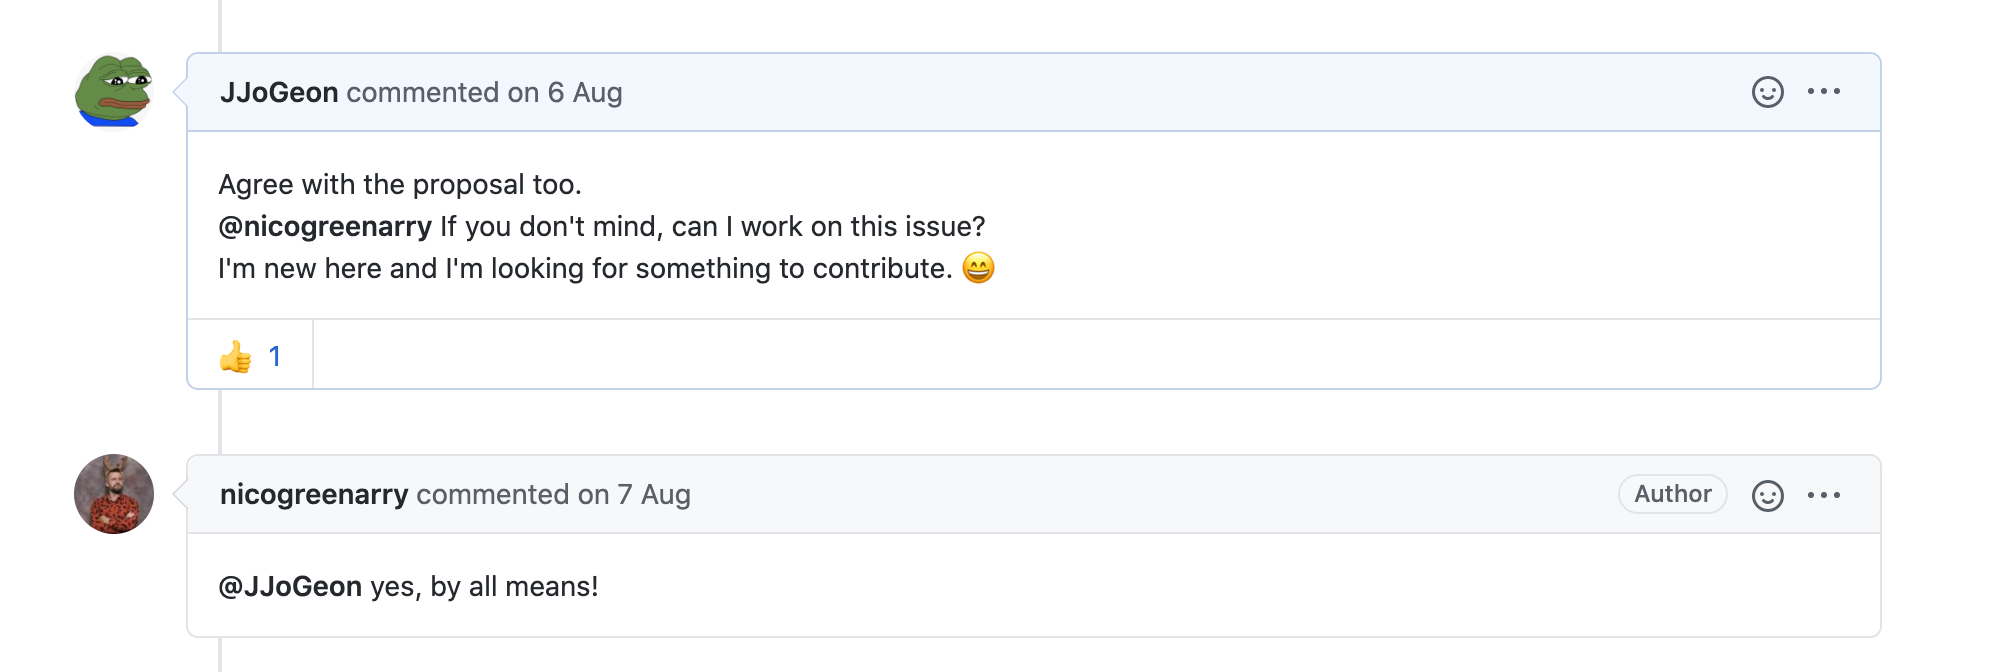 JJoGeon commented on 6 Aug
Agree with the proposal too.
@nicogreenarry If you don't mind, can I work on this issue?
I'm new here and I'm looking for something to contribute. 😄
👍 1
nicogreenarry commented on 7 Aug
Author
@JJoGeon yes, by all means!